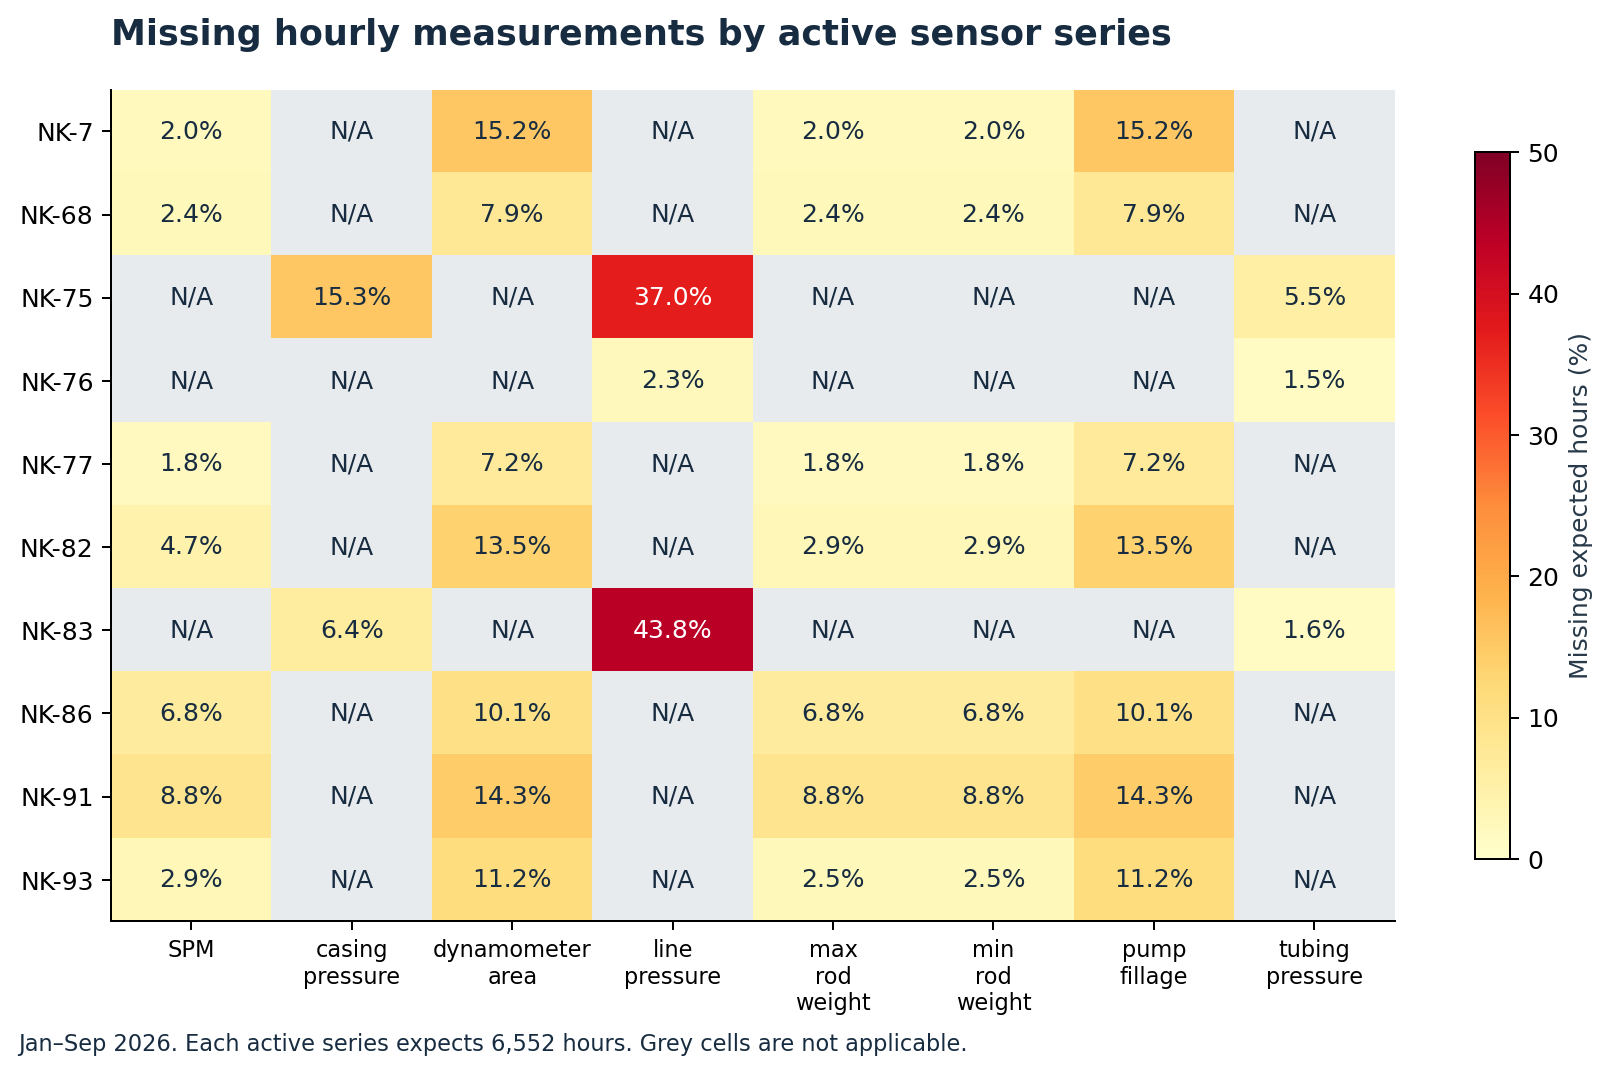 Missing hourly measurements by active sensor series
NK-7 2.0% N/A 15.2% N/A 2.0% 2.0% 15.2% N/A
NK-68 2.4% N/A 7.9% N/A 2.4% 2.4% 7.9% N/A
NK-75 N/A 15.3% N/A 37.0% N/A N/A N/A 5.5%
NK-76 N/A N/A N/A 2.3% N/A N/A N/A 1.5%
NK-77 1.8% N/A 7.2% N/A 1.8% 1.8% 7.2% N/A
NK-82 4.7% N/A 13.5% N/A 2.9% 2.9% 13.5% N/A
NK-83 N/A 6.4% N/A 43.8% N/A N/A N/A 1.6%
NK-86 6.8% N/A 10.1% N/A 6.8% 6.8% 10.1% N/A
NK-91 8.8% N/A 14.3% N/A 8.8% 8.8% 14.3% N/A
NK-93 2.9% N/A 11.2% N/A 2.5% 2.5% 11.2% N/A
SPM
casing
pressure
dynamometer
area
line
pressure
max
rod
weight
min
rod
weight
pump
fillage
tubing
pressure
50
40
30
20
10
0
Missing expected hours (%)
Jan–Sep 2026. Each active series expects 6,552 hours. Grey cells are not applicable.